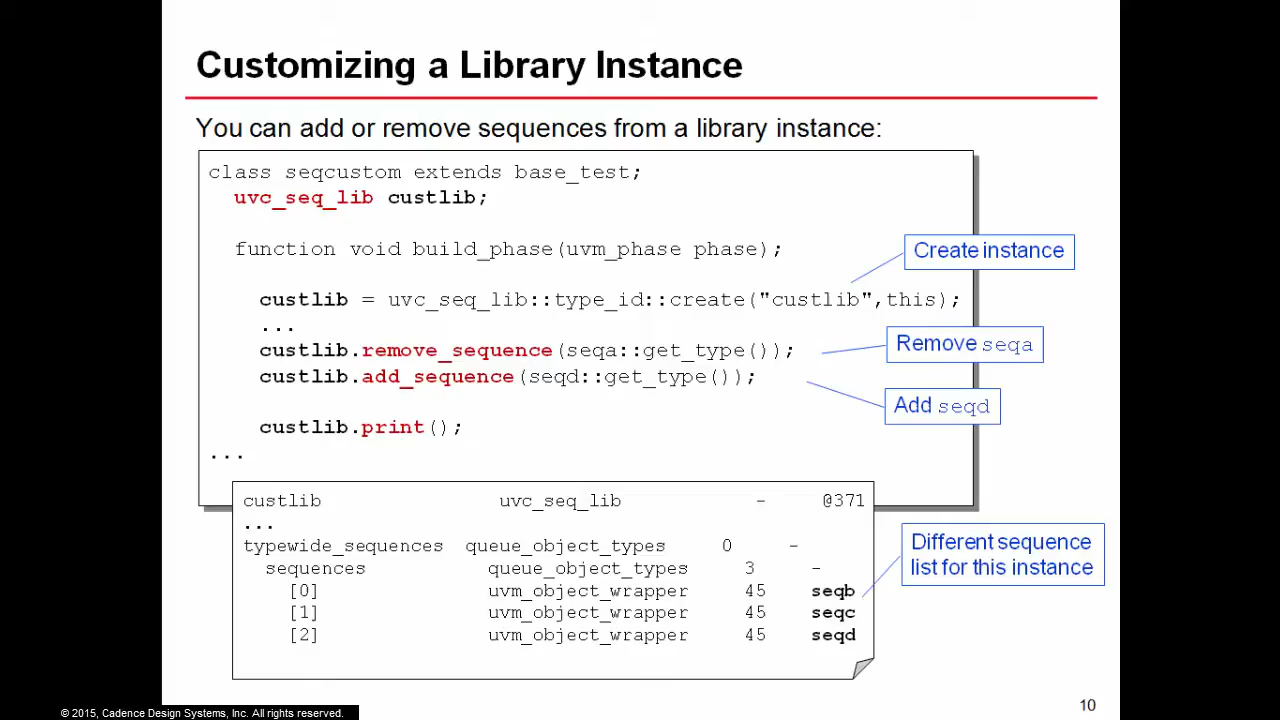 Customizing a Library Instance
You can add or remove sequences from a library instance:
class seqcustom extends base_test;
uvc_seq_lib custlib;
function void build_phase(uvm_phase phase);
Create instance
custlib = uvc_seq_lib::type_id::create("custlib",this);
...
custlib.remove_sequence(seqa::get_type());
Remove seqa
custlib.add_sequence(seqd::get_type());
Add seqd
custlib.print();
...
custlib uvc_seq_lib - @371
...
typewide_sequences queue_object_types 0 -
sequences queue_object_types 3 -
[0] uvm_object_wrapper 45 seqb
[1] uvm_object_wrapper 45 seqc
[2] uvm_object_wrapper 45 seqd
Different sequence
list for this instance
10
© 2015, Cadence Design Systems, Inc. All rights reserved.